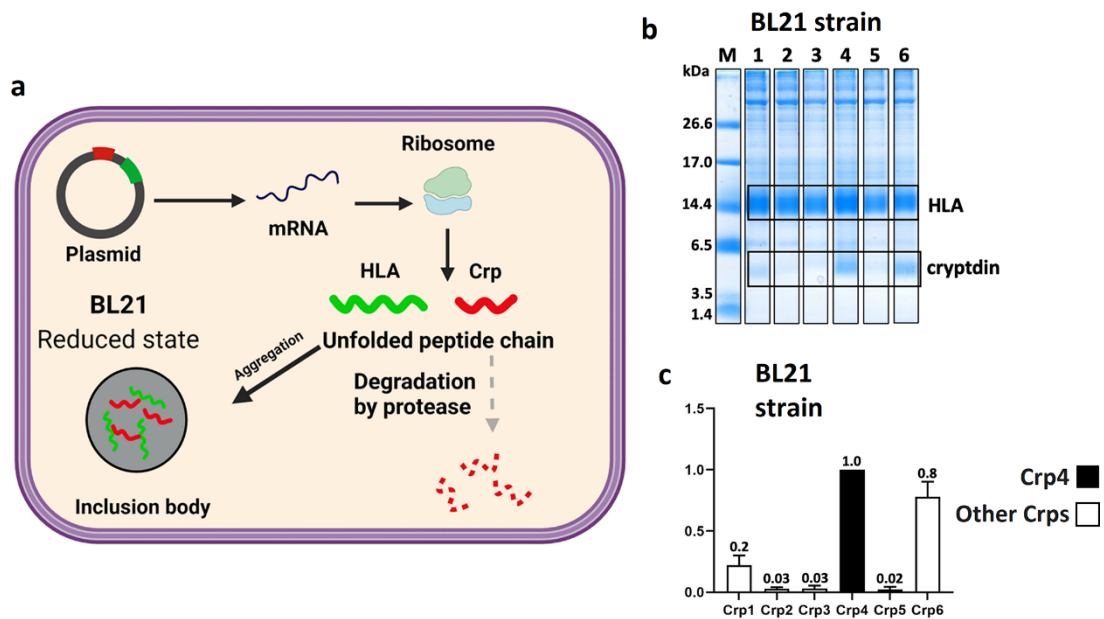 a
Plasmid
mRNA
Ribosome
HLA
Crp
Unfolded peptide chain
BL21
Reduced state
Aggregation
Degradation
by protease
Inclusion body
b
BL21 strain
M 1 2 3 4 5 6
kDa
26.6
17.0
14.4
6.5
3.5
1.4
HLA
cryptdin
c
BL21
strain
1.5
1.0
0.5
0.0
0.2
0.03
0.03
1.0
0.02
0.8
Crp1 Crp2 Crp3 Crp4 Crp5 Crp6
Crp4
Other Crps